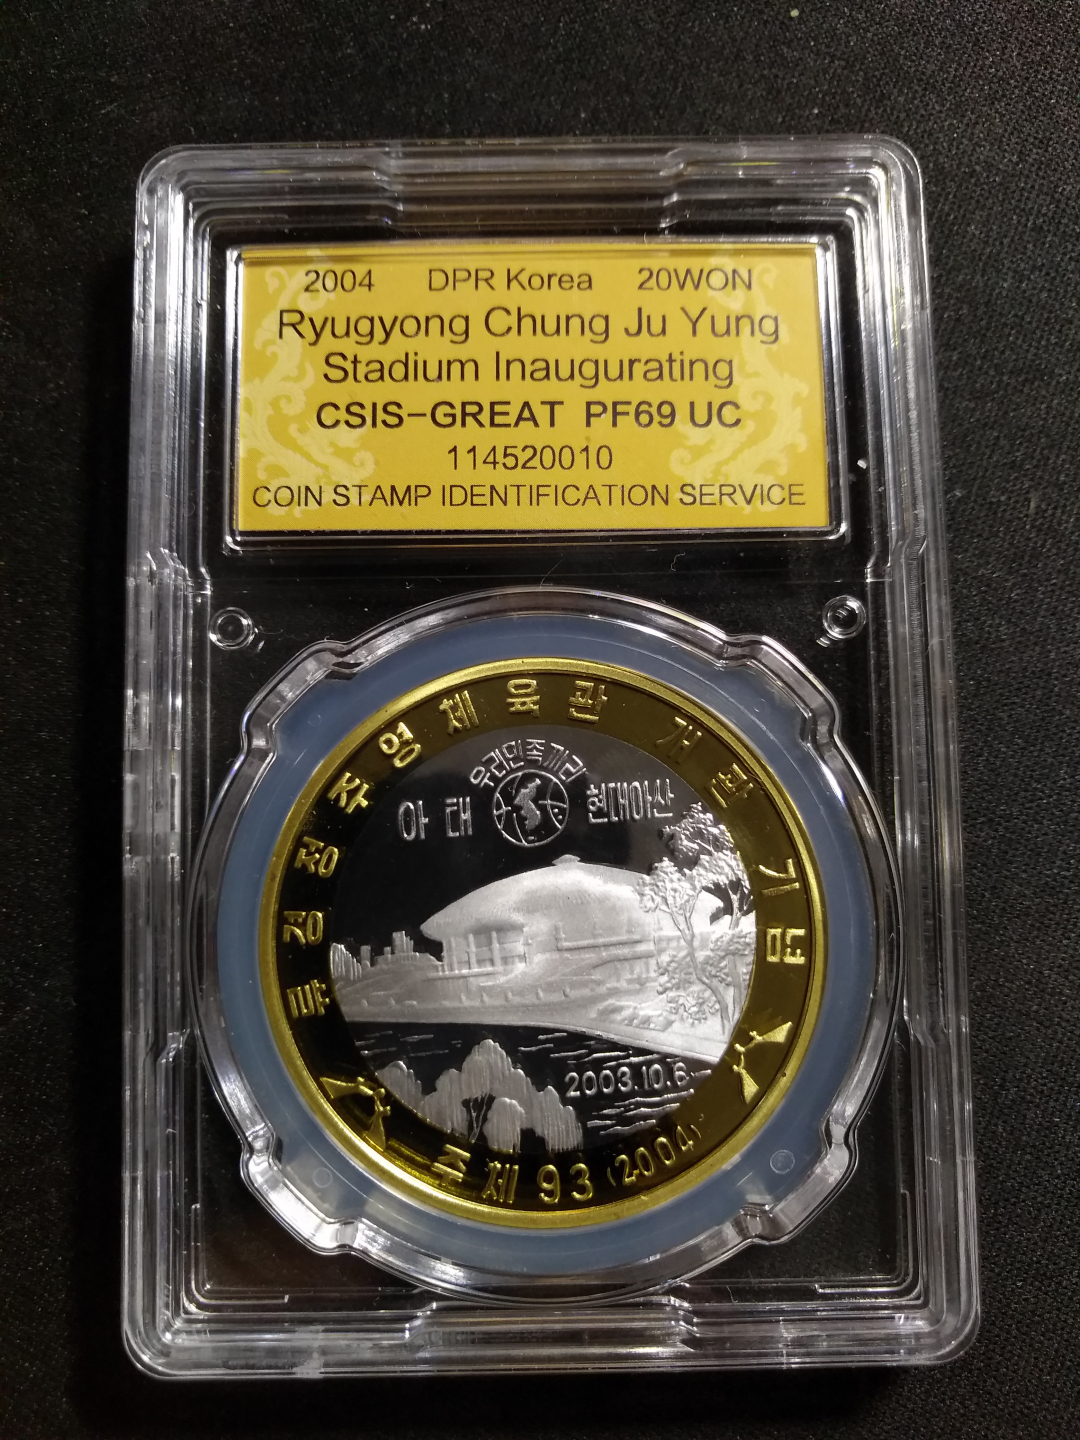 2004 DPR Korea 20WON
Ryugyong Chung Ju Yung
Stadium Inaugurating
CSIS-GREAT PF69 UC
114520010
COIN STAMP IDENTIFICATION SERVICE
류경정주영체육관 개관 기념
우리민족끼리
아태 현대아산
2003.10.6.
주체93(2004)